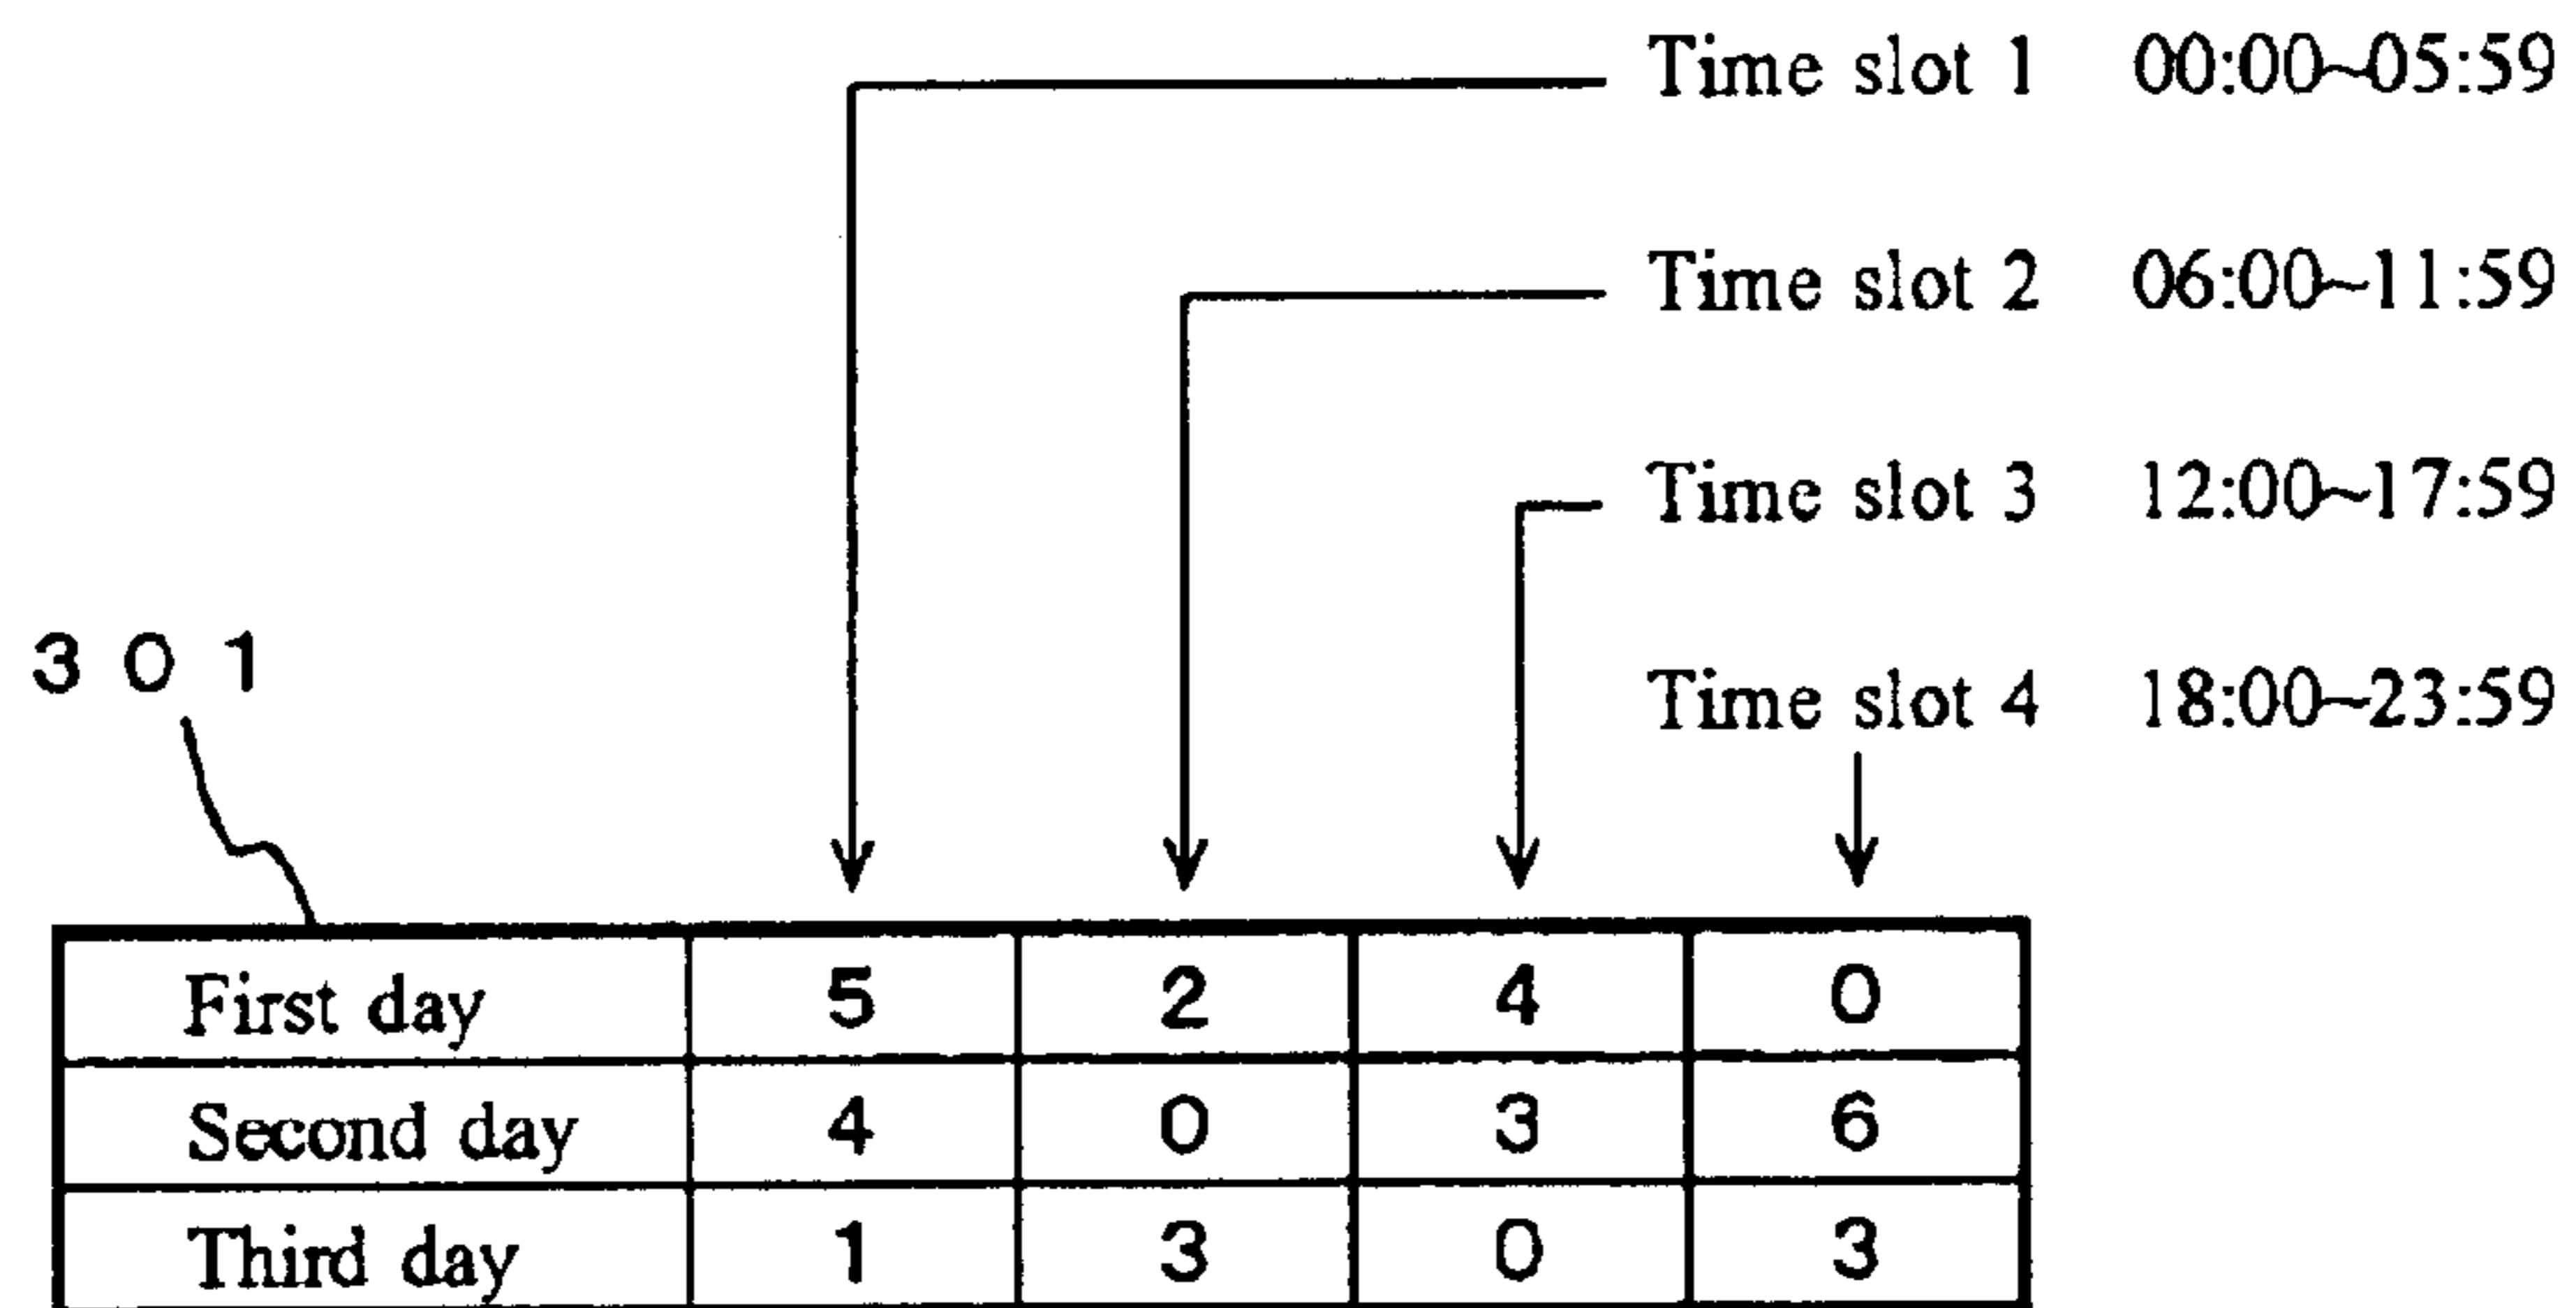 Time slot 1 00:00~05:59
Time slot 2 06:00~11:59
Time slot 3 12:00~17:59
301
Time slot 4 18:00~23:59
First day 5 2 4 0
Second day 4 0 3 6
Third day 1 3 0 3